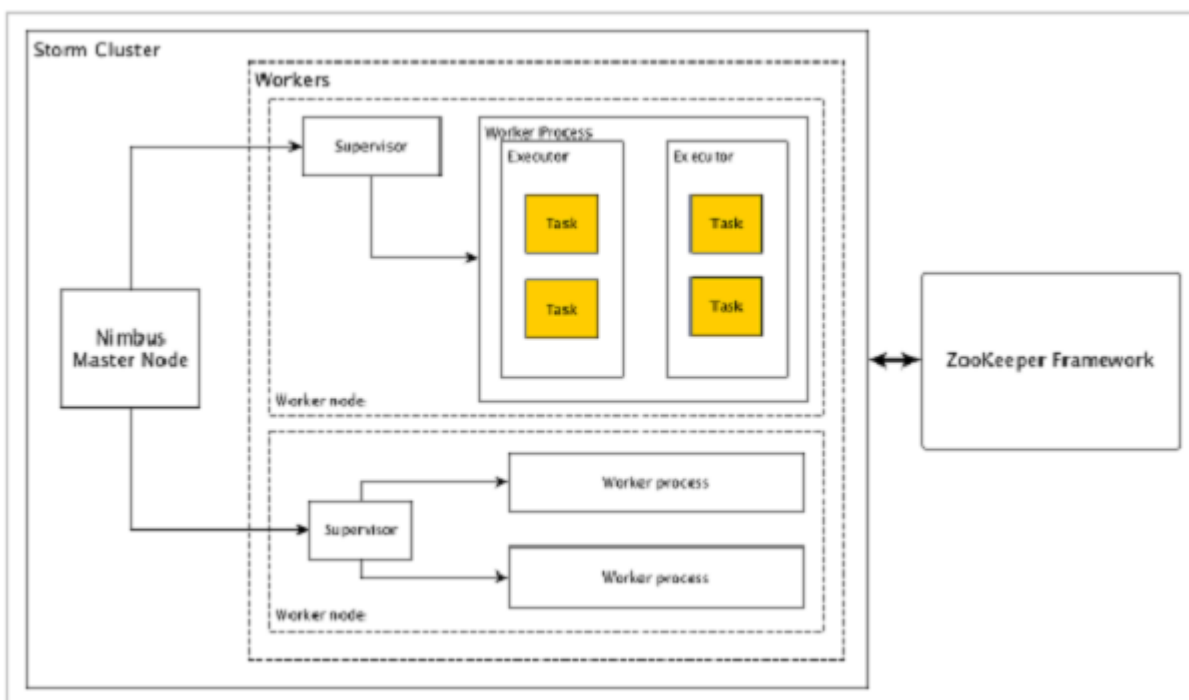 Storm Cluster
Workers
Supervisor
Worker Process
Executor
Executor
Task
Task
Task
Task
Worker node
Nimbus
Master Node
ZooKeeper Framework
Supervisor
Worker process
Worker process
Worker node